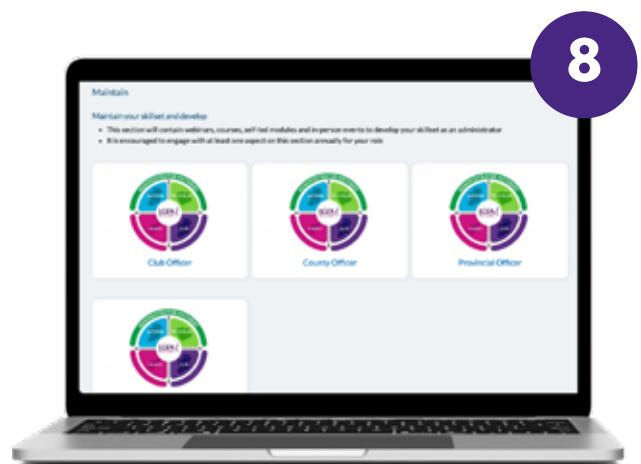 8
Maintain
Maintain your skillset and develop
This section will contain webinars, courses, self-led modules and in-person events to develop your skillset as an administrator
It is encouraged to engage with at least one aspect on this section annually for your role
Club Officer
County Officer
Provincial Officer